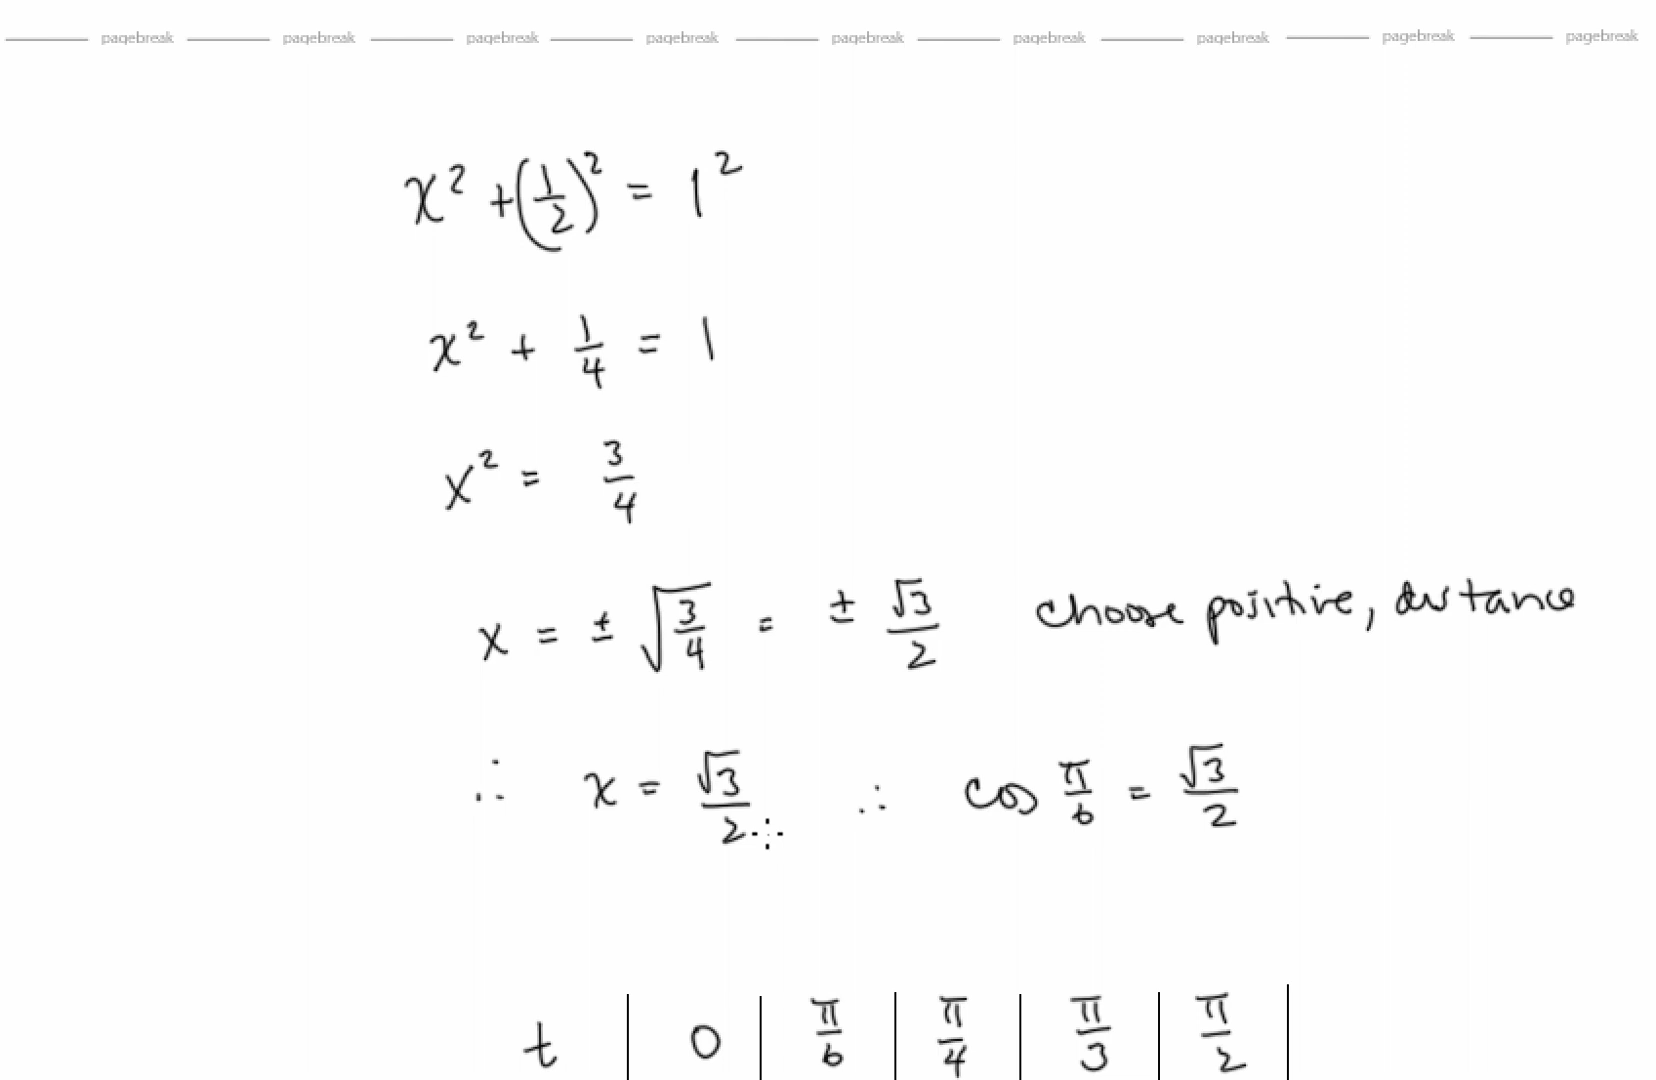 pagebreak pagebreak pagebreak pagebreak pagebreak pagebreak pagebreak pagebreak pagebreak
x² + (1/2)² = 1²
x² + 1/4 = 1
x² = 3/4
x = ± √(3/4) = ± √3/2 choose positive, distance
∴ x = √3/2 ∴ cos π/6 = √3/2
t | 0 | π/6 | π/4 | π/3 | π/2 |